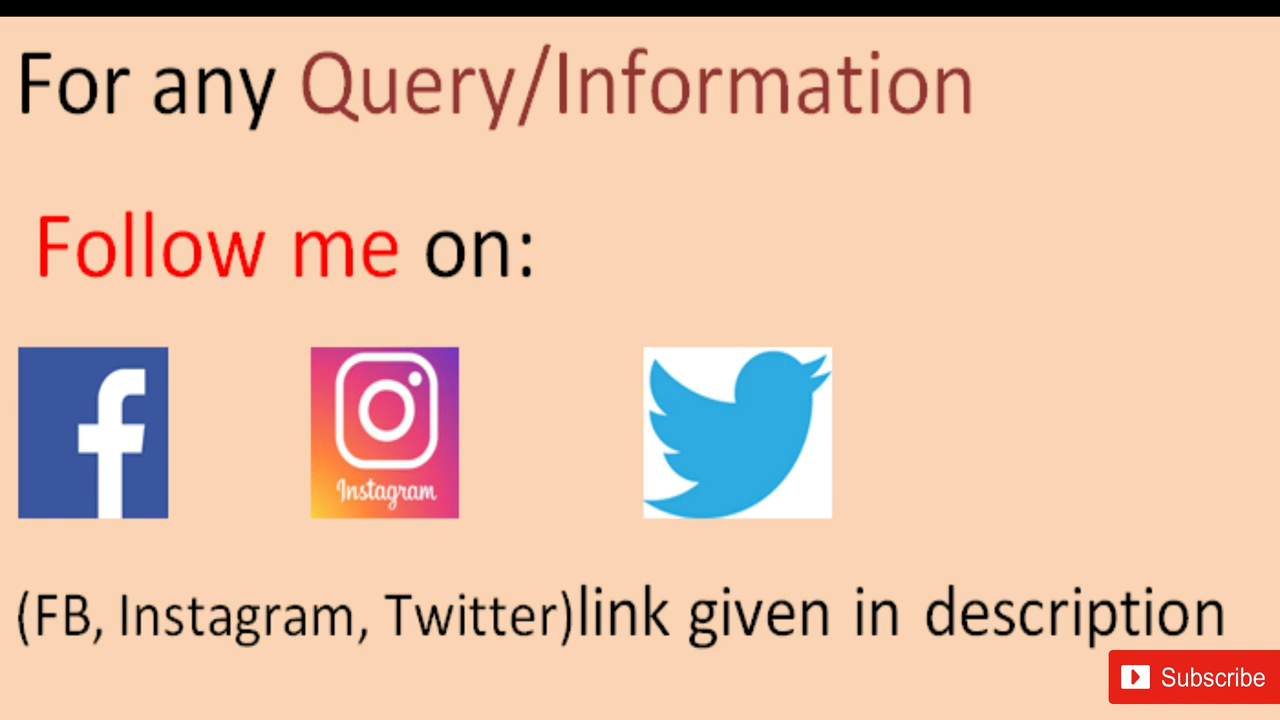 For any Query/Information
Follow me on:
Instagram
(FB, Instagram, Twitter)link given in description
Subscribe